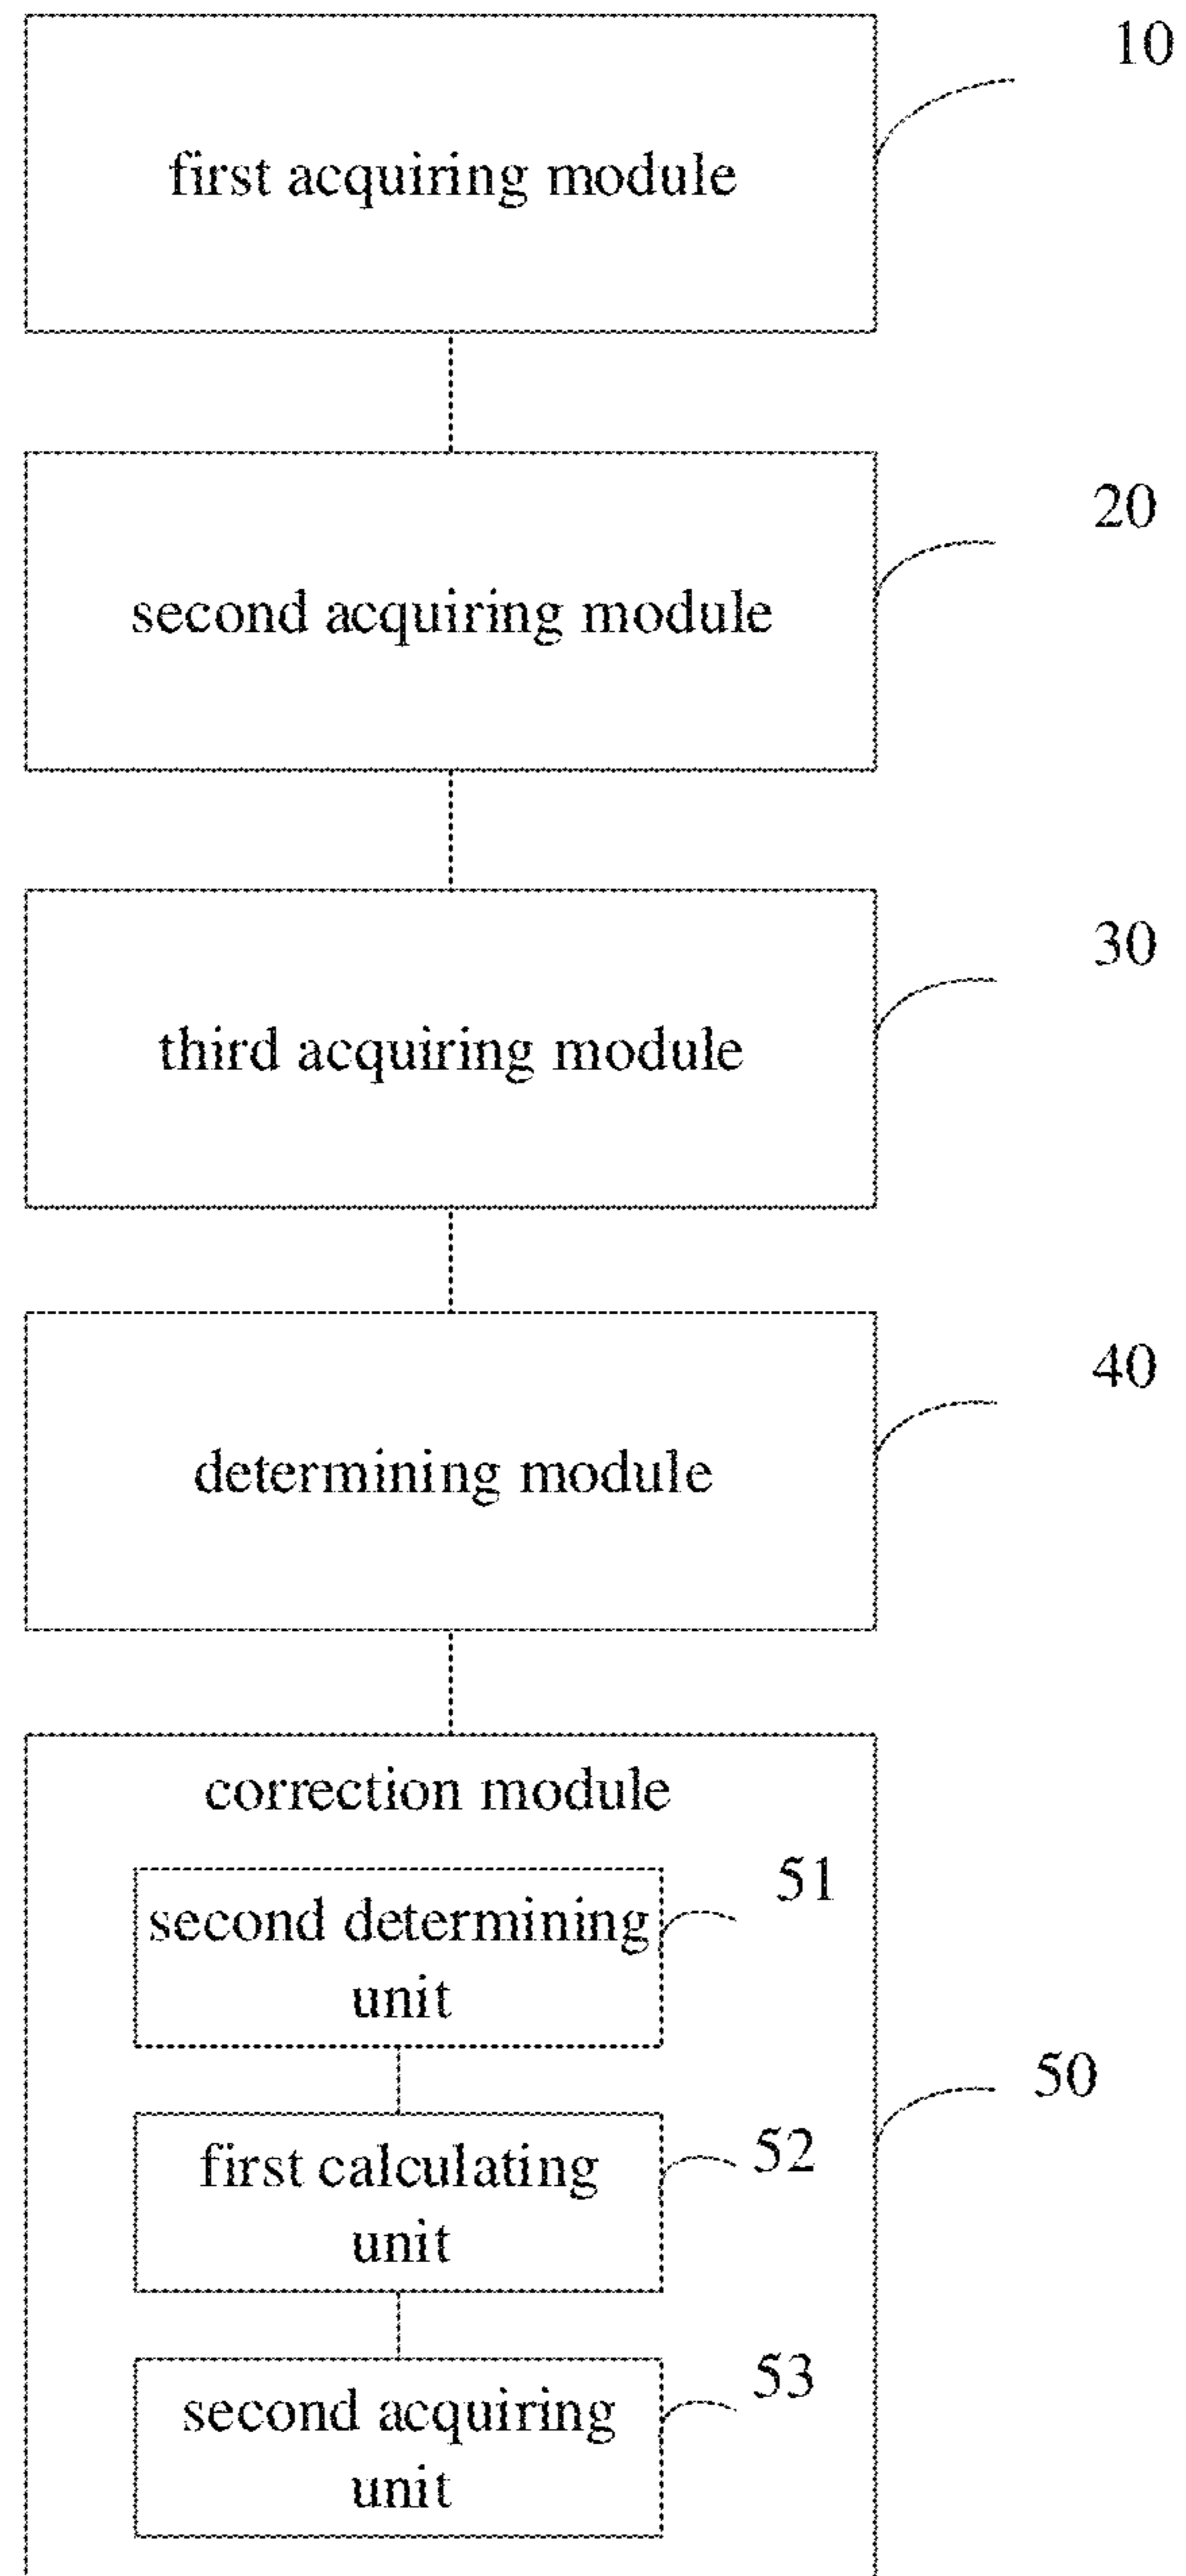 10
first acquiring module
20
second acquiring module
30
third acquiring module
40
determining module
correction module
51
second determining
unit
50
52
first calculating
unit
53
second acquiring
unit